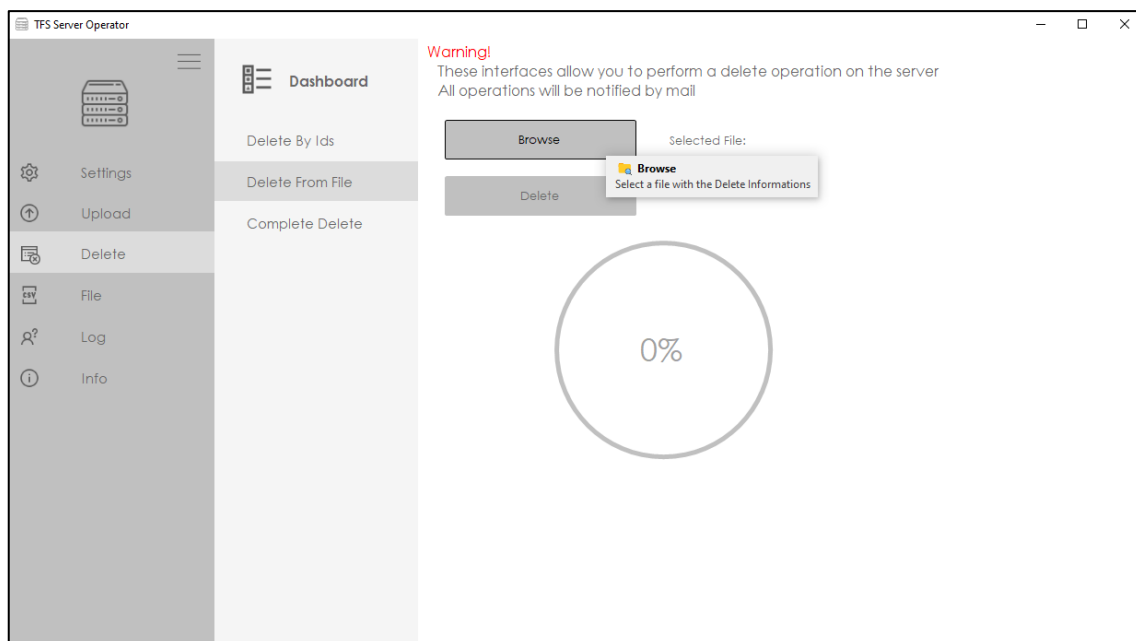 TFS Server Operator
Settings
Upload
Delete
CSV
File
Log
Info
Dashboard
Delete By Ids
Delete From File
Complete Delete
Warning!
These interfaces allow you to perform a delete operation on the server
All operations will be notified by mail
Browse
Selected File:
Browse
Select a file with the Delete Informations
Delete
0%